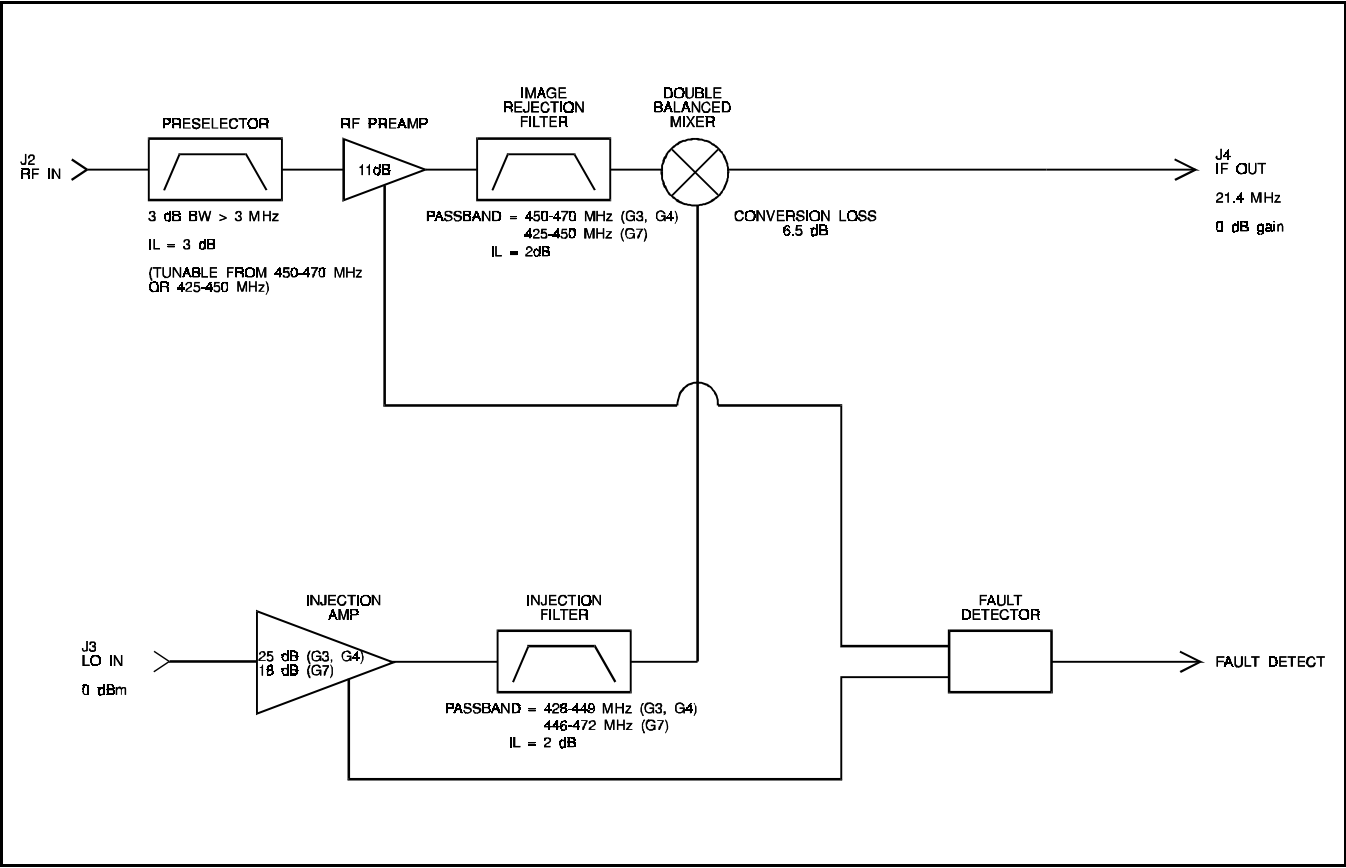 IMAGE
REJECTION
FILTER
DOUBLE
BALANCED
MIXER
PRESELECTOR
RF PREAMP
J2
RF IN
11dB
J4
IF OUT
21.4 MHz
0 dB gain
3 dB BW > 3 MHz
IL = 3 dB
(TUNABLE FROM 450-470 MHz
OR 425-450 MHz)
PASSBAND = 450-470 MHz (G3, G4)
425-450 MHz (G7)
IL = 2dB
CONVERSION LOSS
6.5 dB
INJECTION
AMP
INJECTION
FILTER
FAULT
DETECTOR
J3
LO IN
0 dBm
25 dB (G3, G4)
18 dB (G7)
FAULT DETECT
PASSBAND = 428-449 MHz (G3, G4)
446-472 MHz (G7)
IL = 2 dB